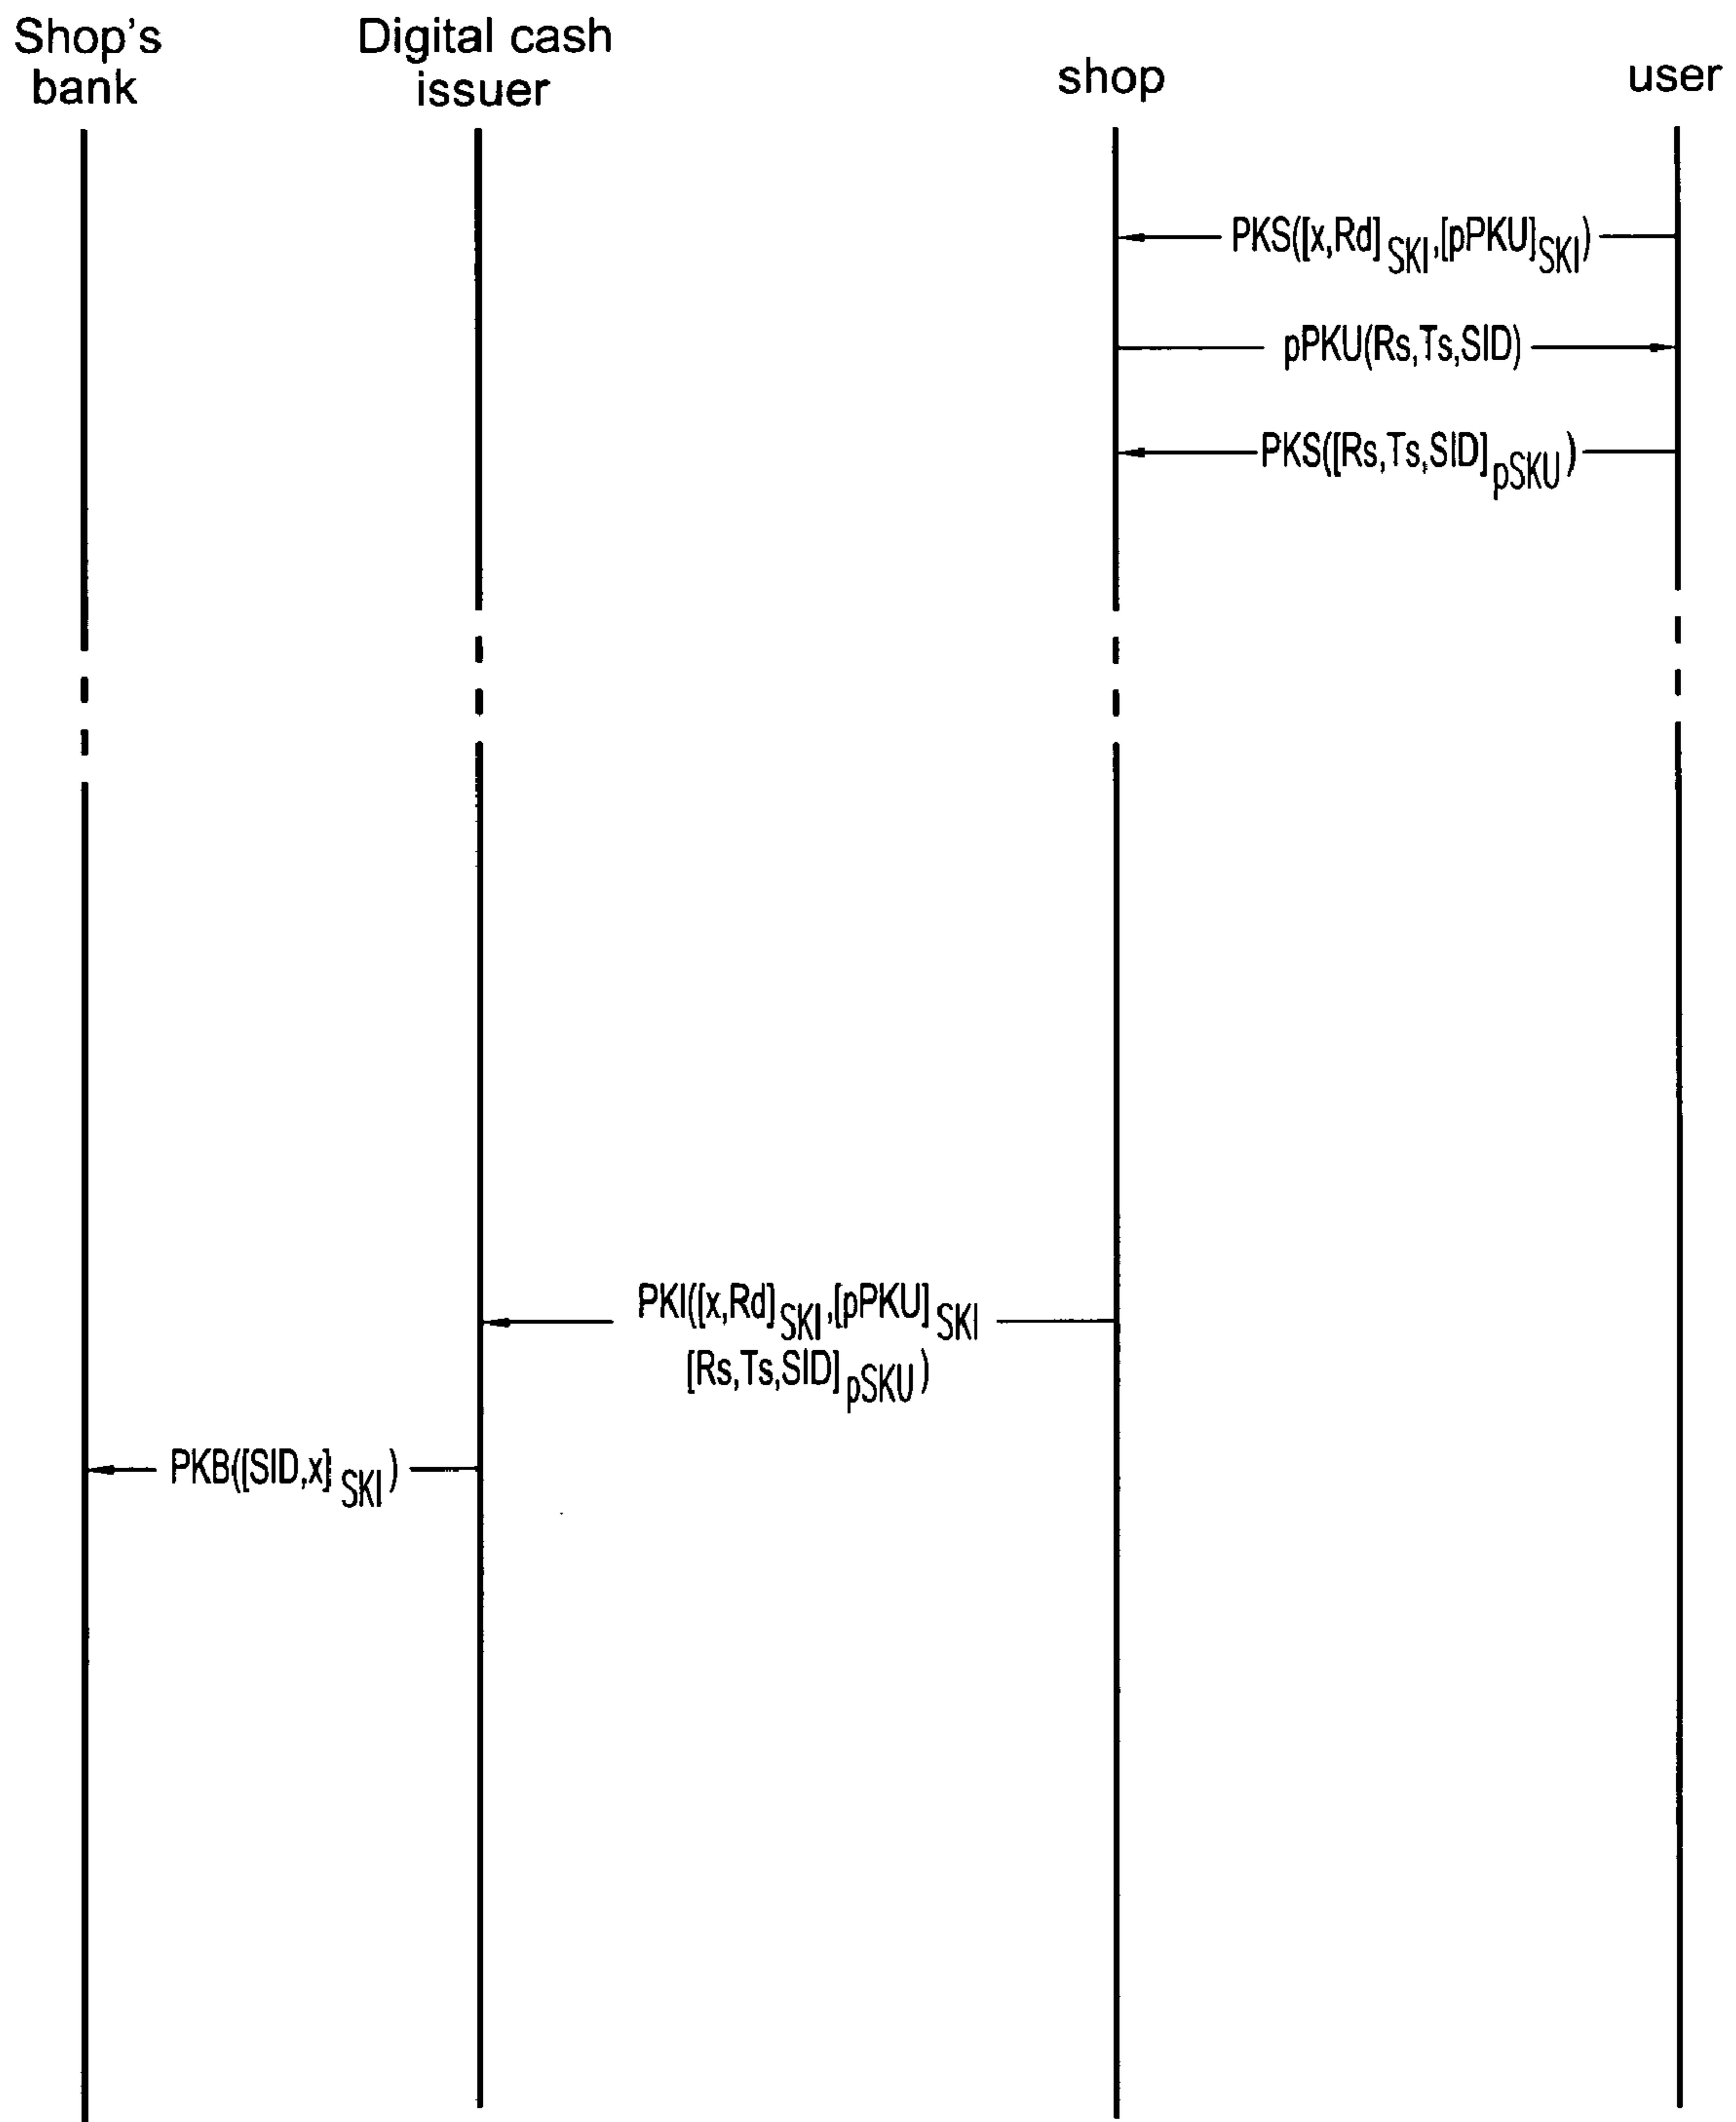 Shop's
bank
Digital cash
issuer
shop
user
PKS([x,Rd]SKI,[pPKU]SKI)
pPKU(Rs,Ts,SID)
PKS([Rs,Ts,SID]pSKU)
PKI([x,Rd]SKI,[pPKU]SKI
[Rs,Ts,SID]pSKU)
PKB([SID,x]SKI)